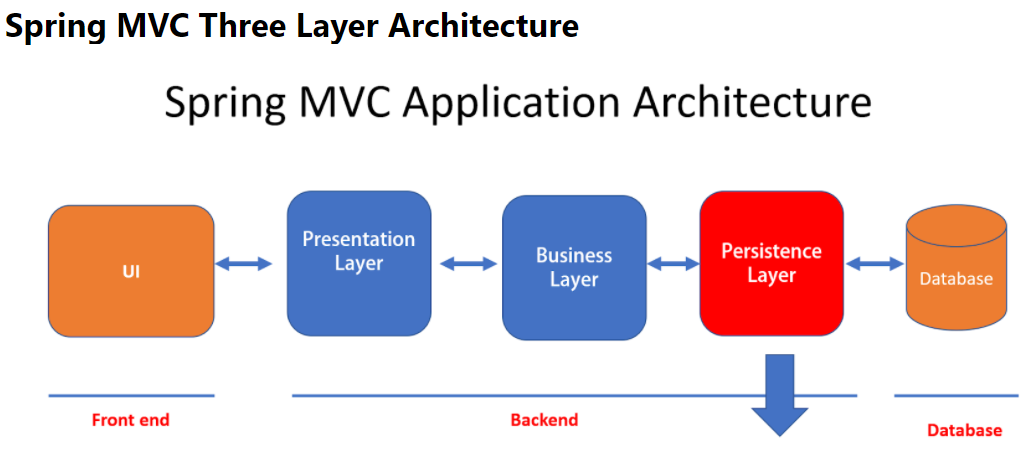 Spring MVC Three Layer Architecture
Spring MVC Application Architecture
UI
Presentation
Layer
Business
Layer
Persistence
Layer
Database
Front end
Backend
Database